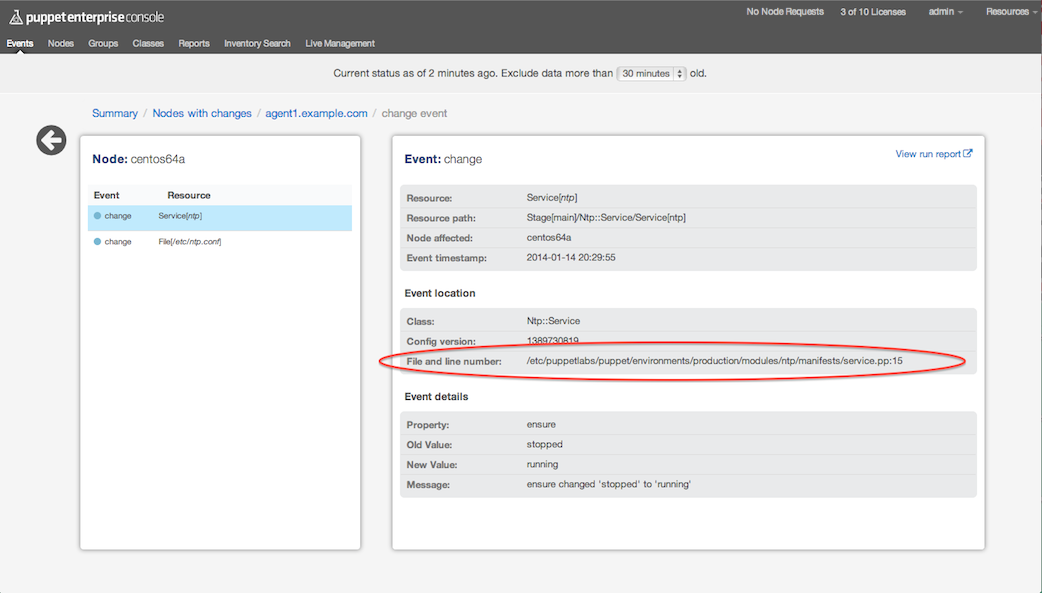 puppet enterprise console
No Node Requests 3 of 10 Licenses admin Resources
Events Nodes Groups Classes Reports Inventory Search Live Management
Current status as of 2 minutes ago. Exclude data more than 30 minutes old.
Summary / Nodes with changes / agent1.example.com / change event
Node: centos64a
Event Resource
change Service[ntp]
change File[/etc/ntp.conf]
Event: change
View run report
Resource: Service[ntp]
Resource path: Stage[main]/Ntp::Service/Service[ntp]
Node affected: centos64a
Event timestamp: 2014-01-14 20:29:55
Event location
Class: Ntp::Service
Config version: 1389730819
File and line number: /etc/puppetlabs/puppet/environments/production/modules/ntp/manifests/service.pp:15
Event details
Property: ensure
Old Value: stopped
New Value: running
Message: ensure changed 'stopped' to 'running'